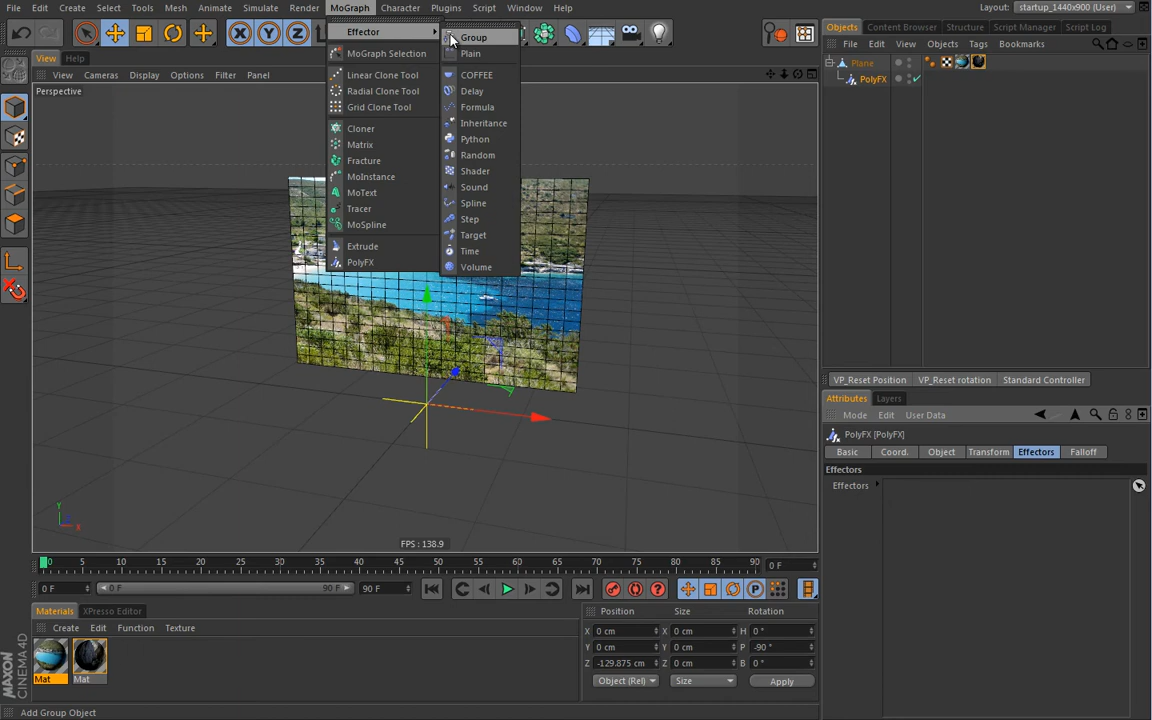 File Edit Create Select Tools Mesh Animate Simulate Render MoGraph Character Plugins Script Window Help Layout: startup_1440x900 (User)
Objects Content Browser Structure Script Manager Script Log
File Edit View Objects Tags Bookmarks
Plane
PolyFX
View Help
View Cameras Display Options Filter Panel
Perspective
Effector
MoGraph Selection
Linear Clone Tool
Radial Clone Tool
Grid Clone Tool
Cloner
Matrix
Fracture
MoInstance
MoText
Tracer
MoSpline
Extrude
PolyFX
Group
Plain
COFFEE
Delay
Formula
Inheritance
Python
Random
Shader
Sound
Spline
Step
Target
Time
Volume
X Y Z
Y
X
FPS : 138.9
VP_Reset Position VP_Reset rotation Standard Controller
Attributes Layers
Mode Edit User Data
PolyFX [PolyFX]
Basic Coord. Object Transform Effectors Falloff
Effectors
Effectors
0 5 10 15 20 25 30 35 40 45 50 55 60 65 70 75 80 85 90 0 F
0 F 0 F 90 F 90 F
P
Materials XPresso Editor
Create Edit Function Texture
Mat Mat
Position Size Rotation
X 0 cm X 0 cm H 0 °
Y 0 cm Y 0 cm P -90 °
Z -129.875 cm Z 0 cm B 0 °
Object (Rel) Size Apply
MAXON
CINEMA 4D
Add Group Object